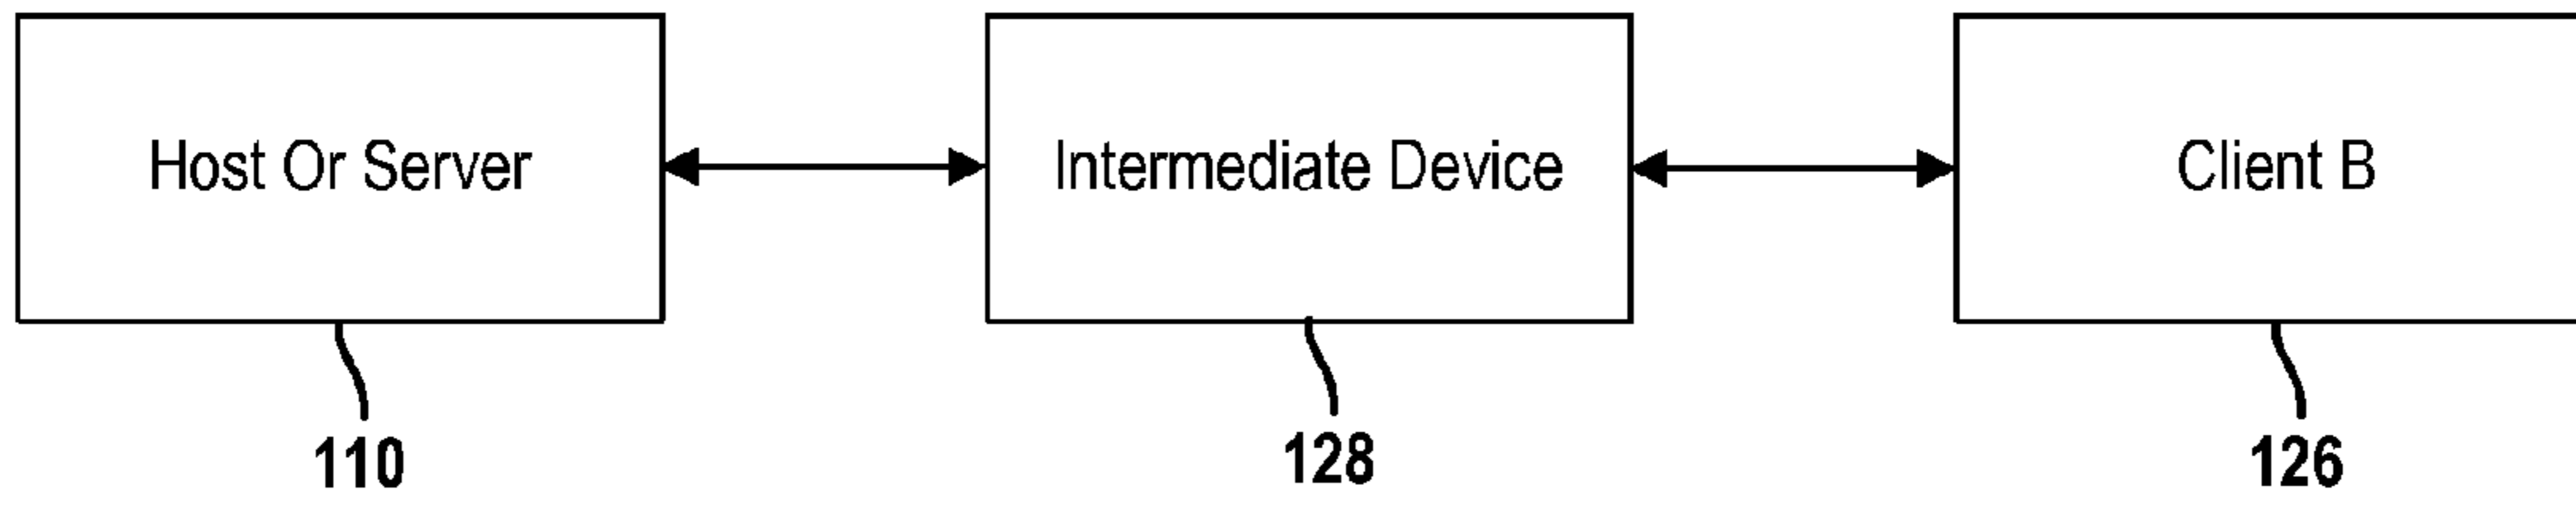 Host Or Server
Intermediate Device
Client B
110
128
126